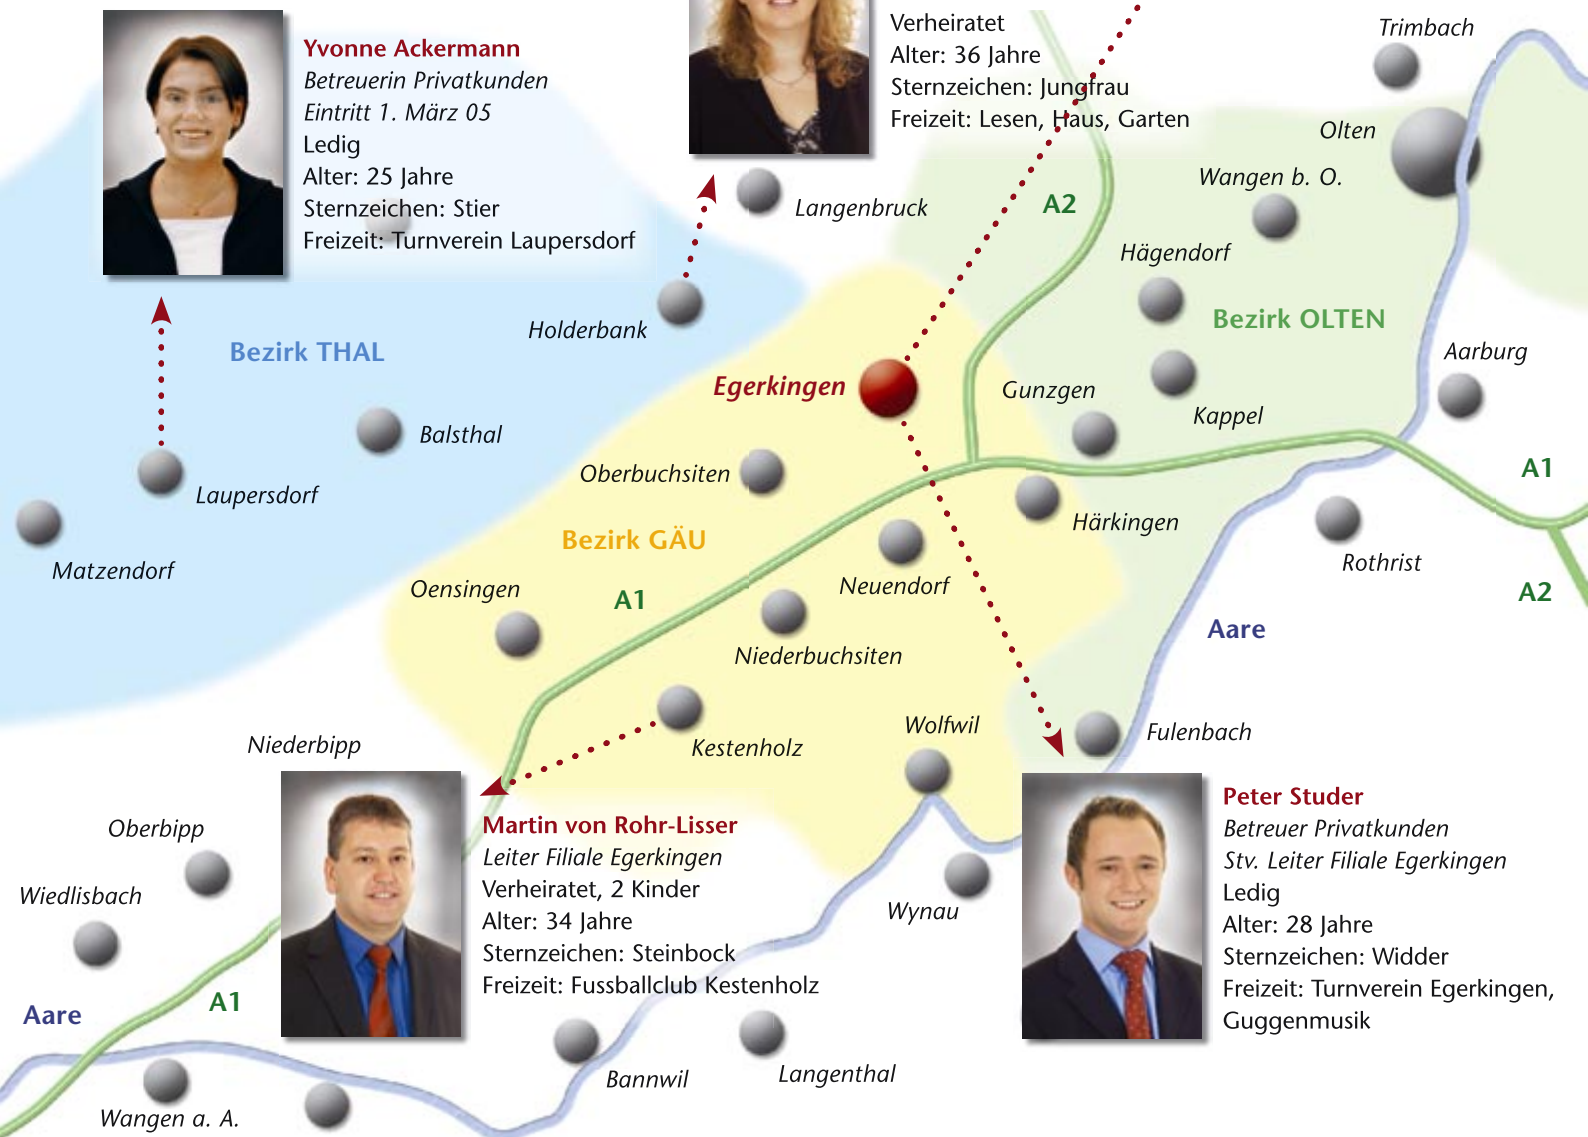 Yvonne Ackermann
Betreuerin Privatkunden
Eintritt 1. März 05
Ledig
Alter: 25 Jahre
Sternzeichen: Stier
Freizeit: Turnverein Laupersdorf
Verheiratet
Alter: 36 Jahre
Sternzeichen: Jungfrau
Freizeit: Lesen, Haus, Garten
Trimbach
Olten
Wangen b. O.
A2
Langenbruck
Hägendorf
Bezirk OLTEN
Holderbank
Bezirk THAL
Aarburg
Egerkingen
Gunzgen
Kappel
Balsthal
Oberbuchsiten
A1
Laupersdorf
Härkingen
Bezirk GÄU
Rothrist
Matzendorf
Oensingen
A1
Neuendorf
A2
Aare
Niederbuchsiten
Wolfwil
Fulenbach
Niederbipp
Kestenholz
Martin von Rohr-Lisser
Leiter Filiale Egerkingen
Verheiratet, 2 Kinder
Alter: 34 Jahre
Sternzeichen: Steinbock
Freizeit: Fussballclub Kestenholz
Peter Studer
Betreuer Privatkunden
Stv. Leiter Filiale Egerkingen
Ledig
Alter: 28 Jahre
Sternzeichen: Widder
Freizeit: Turnverein Egerkingen,
Guggenmusik
Oberbipp
Wiedlisbach
Wynau
A1
Aare
Bannwil
Langenthal
Wangen a. A.